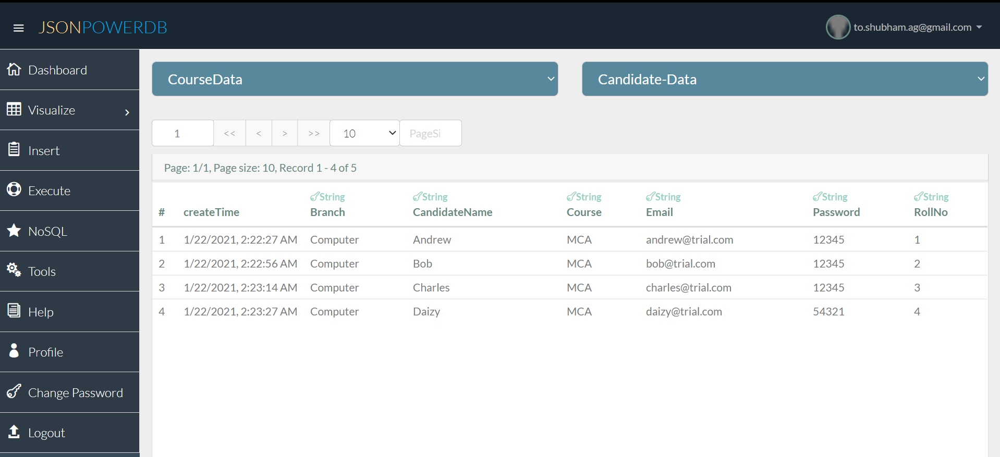 JSONPOWERDB
to.shubham.ag@gmail.com
Dashboard
Visualize
Insert
Execute
NoSQL
Tools
Help
Profile
Change Password
Logout
CourseData
Candidate-Data
1 << < > >> 10 PageSi
Page: 1/1, Page size: 10, Record 1 - 4 of 5
String String String String String String
# createTime Branch CandidateName Course Email Password RollNo
1 1/22/2021, 2:22:27 AM Computer Andrew MCA andrew@trial.com 12345 1
2 1/22/2021, 2:22:56 AM Computer Bob MCA bob@trial.com 12345 2
3 1/22/2021, 2:23:14 AM Computer Charles MCA charles@trial.com 12345 3
4 1/22/2021, 2:23:27 AM Computer Daizy MCA daizy@trial.com 54321 4